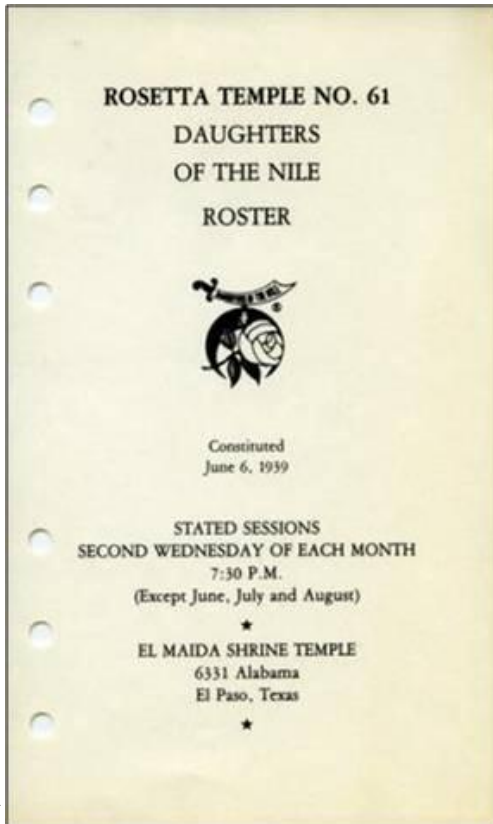 ROSETTA TEMPLE NO. 61
DAUGHTERS
OF THE NILE
ROSTER
®
Constituted
June 6, 1939
STATED SESSIONS
SECOND WEDNESDAY OF EACH MONTH
7:30 P.M.
(Except June, July and August)
★
EL MAIDA SHRINE TEMPLE
6331 Alabama
El Paso, Texas
★